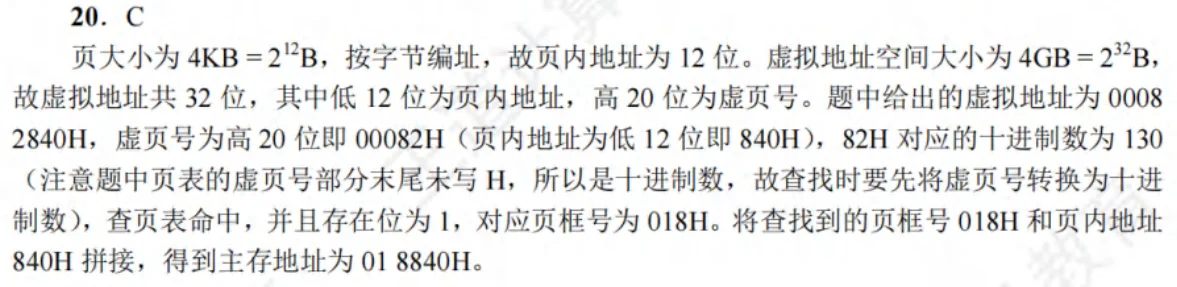 20．C
页大小为 4KB = 2¹²B，按字节编址，故页内地址为 12 位。虚拟地址空间大小为 4GB = 2³²B，
故虚拟地址共 32 位，其中低 12 位为页内地址，高 20 位为虚页号。题中给出的虚拟地址为 0008
2840H，虚页号为高 20 位即 00082H（页内地址为低 12 位即 840H），82H 对应的十进制数为 130
（注意题中页表的虚页号部分末尾未写 H，所以是十进制数，故查找时要先将虚页号转换为十进
制数），查页表命中，并且存在位为 1，对应页框号为 018H。将查找到的页框号 018H 和页内地址
840H 拼接，得到主存地址为 01 8840H。